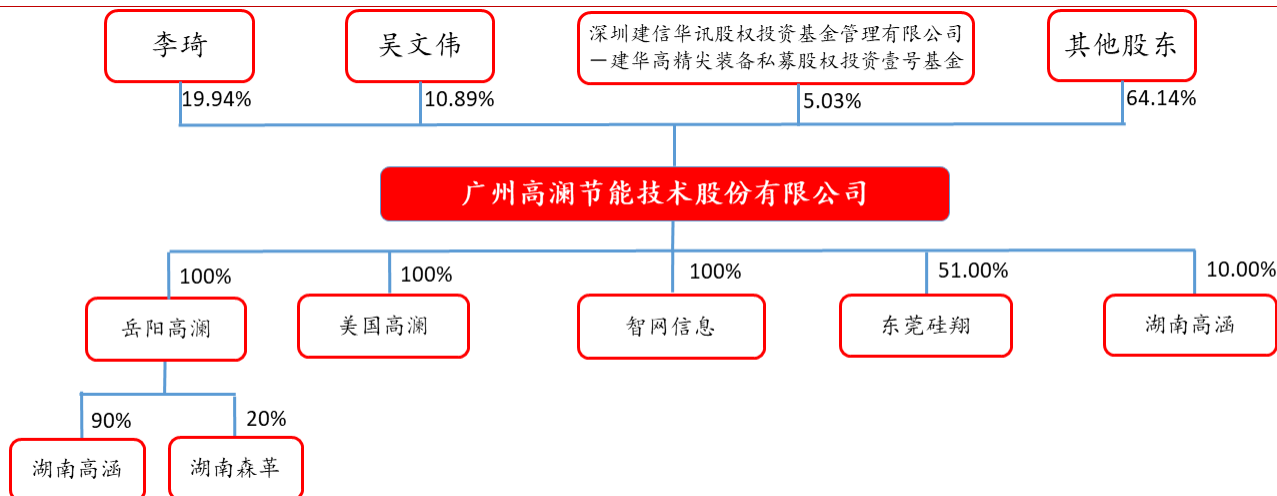 李琦
吴文伟
深圳建信华讯股权投资基金管理有限公司
－建华高精尖装备私募股权投资壹号基金
其他股东
19.94%
10.89%
5.03%
64.14%
广州高澜节能技术股份有限公司
100%
100%
100%
51.00%
10.00%
岳阳高澜
美国高澜
智网信息
东莞硅翔
湖南高涵
90%
20%
湖南高涵
湖南森革